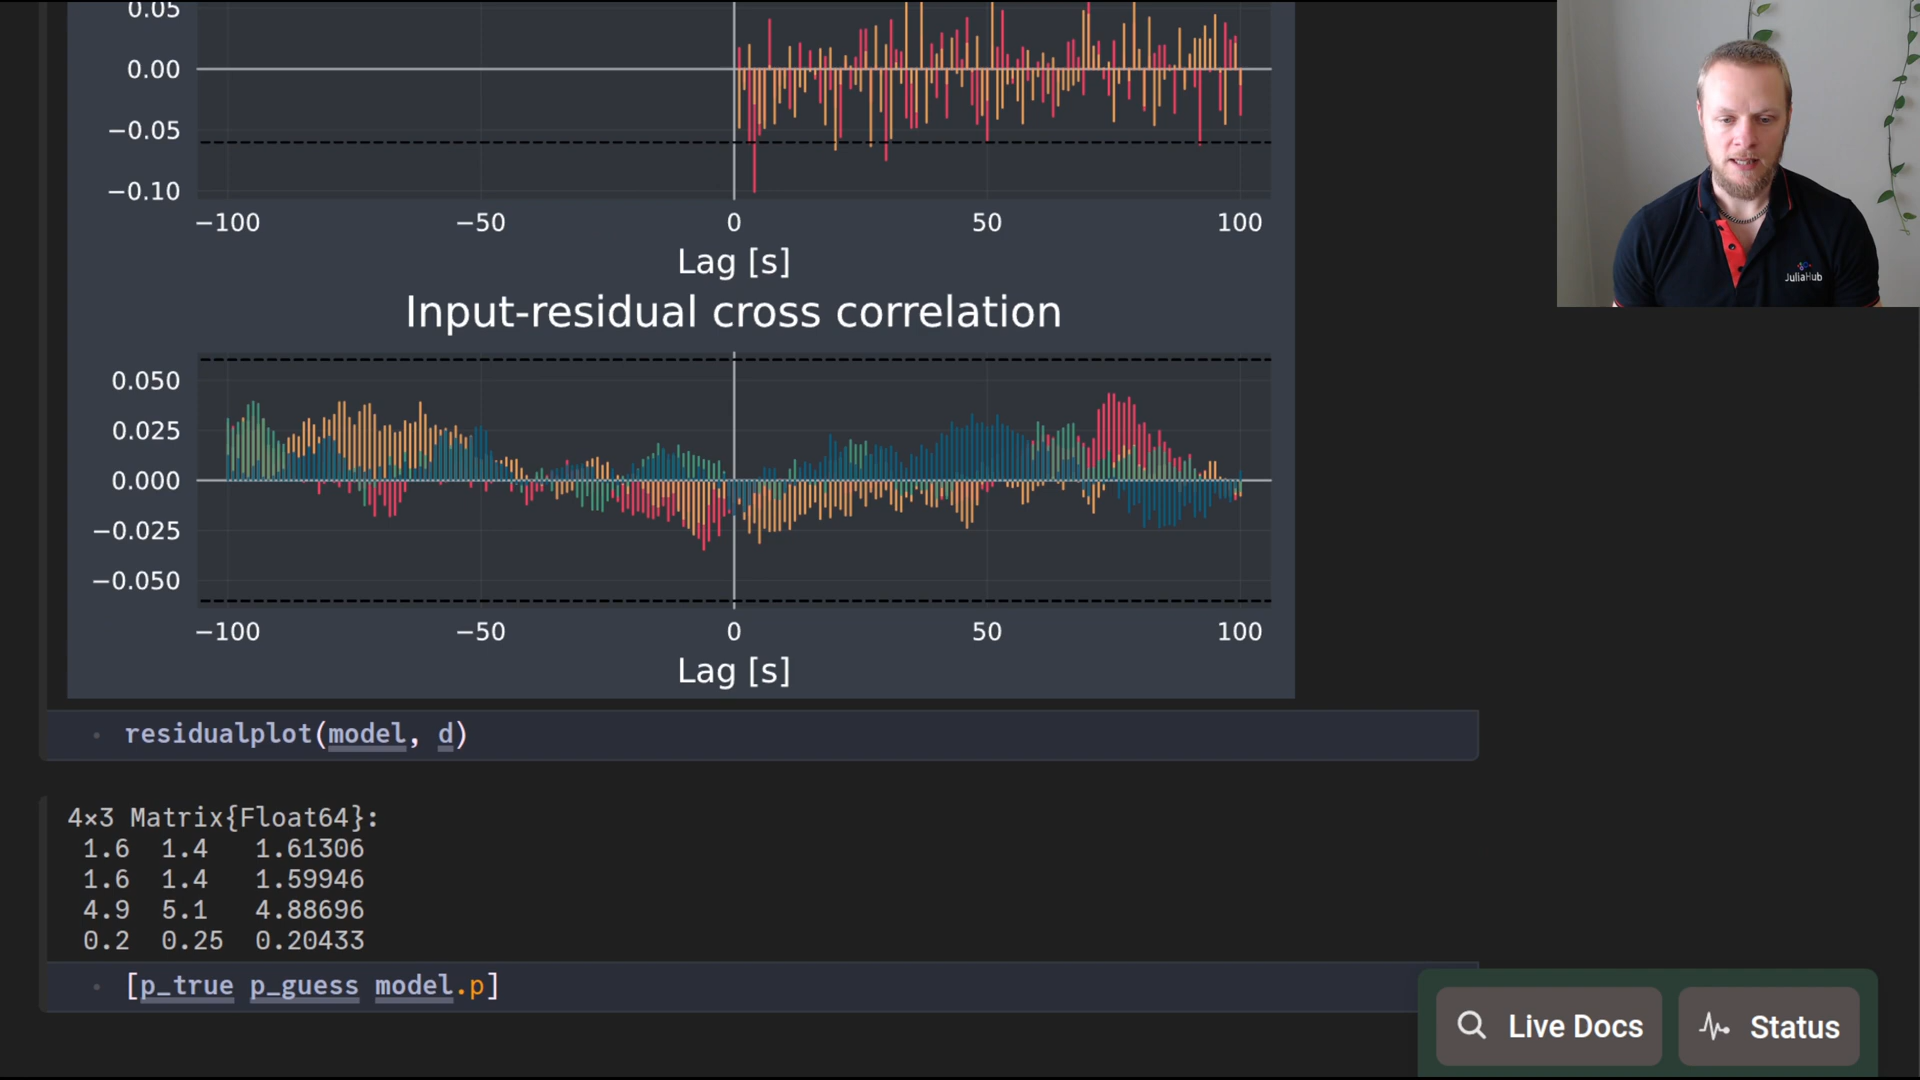 0.05
0.00
−0.05
−0.10
−100 −50 0 50 100
Lag [s]
Input-residual cross correlation
0.050
0.025
0.000
−0.025
−0.050
−100 −50 0 50 100
Lag [s]
residualplot(model, d)
4×3 Matrix{Float64}:
1.6 1.4 1.61306
1.6 1.4 1.59946
4.9 5.1 4.88696
0.2 0.25 0.20433
[p_true p_guess model.p]
Live Docs
Status
JuliaHub